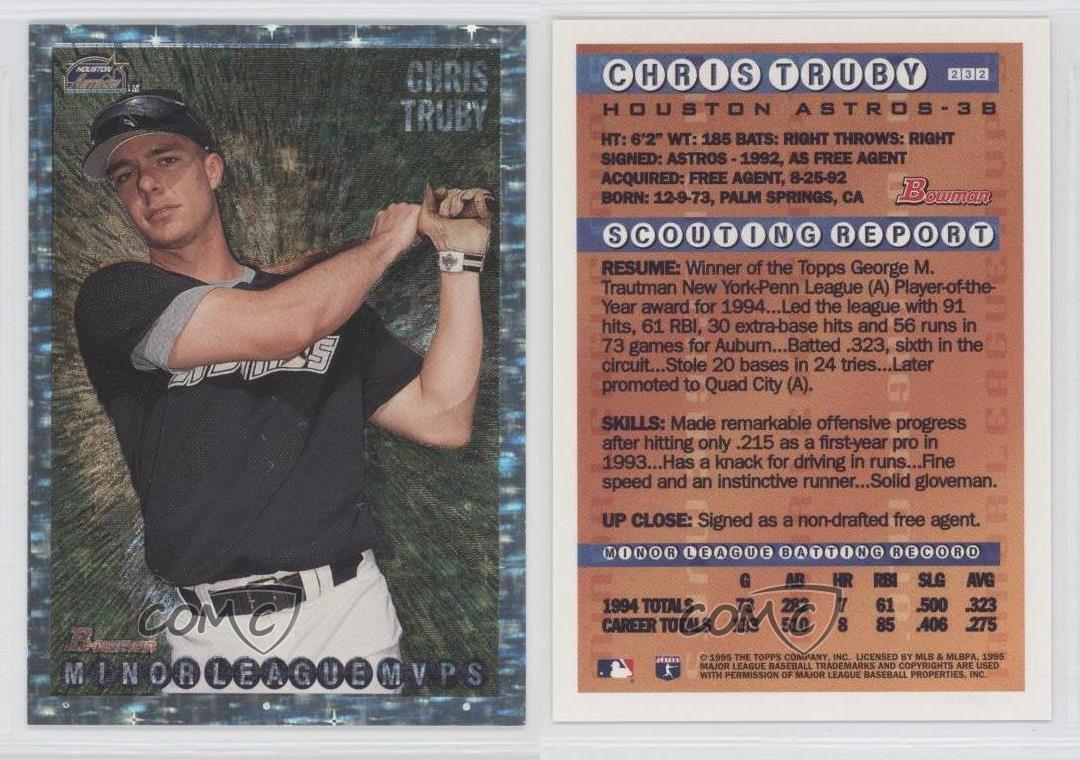 HOUSTON
TM
CHRIS
TRUBY
Bowman
MINOR LEAGUE MVPS
COMC
CHRIS TRUBY 232
HOUSTON ASTROS - 3B
HT: 6'2" WT: 185 BATS: RIGHT THROWS: RIGHT
SIGNED: ASTROS - 1992, AS FREE AGENT
ACQUIRED: FREE AGENT, 8-25-92
BORN: 12-9-73, PALM SPRINGS, CA
Bowman
SCOUTING REPORT
RESUME: Winner of the Topps George M.
Trautman New York-Penn League (A) Player-of-the-
Year award for 1994...Led the league with 91
hits, 61 RBI, 30 extra-base hits and 56 runs in
73 games for Auburn...Batted .323, sixth in the
circuit...Stole 20 bases in 24 tries...Later
promoted to Quad City (A).
SKILLS: Made remarkable offensive progress
after hitting only .215 as a first-year pro in
1993...Has a knack for driving in runs...Fine
speed and an instinctive runner...Solid gloveman.
UP CLOSE: Signed as a non-drafted free agent.
MINOR LEAGUE BATTING RECORD
G AB HR RBI SLG AVG
1994 TOTALS 73 282 7 61 .500 .323
CAREER TOTALS 8 85 .406 .275
COMC
© 1995 THE TOPPS COMPANY, INC. LICENSED BY MLB & MLBPA, 1995
MAJOR LEAGUE BASEBALL TRADEMARKS AND COPYRIGHTS ARE USED
WITH PERMISSION OF MAJOR LEAGUE BASEBALL PROPERTIES, INC.